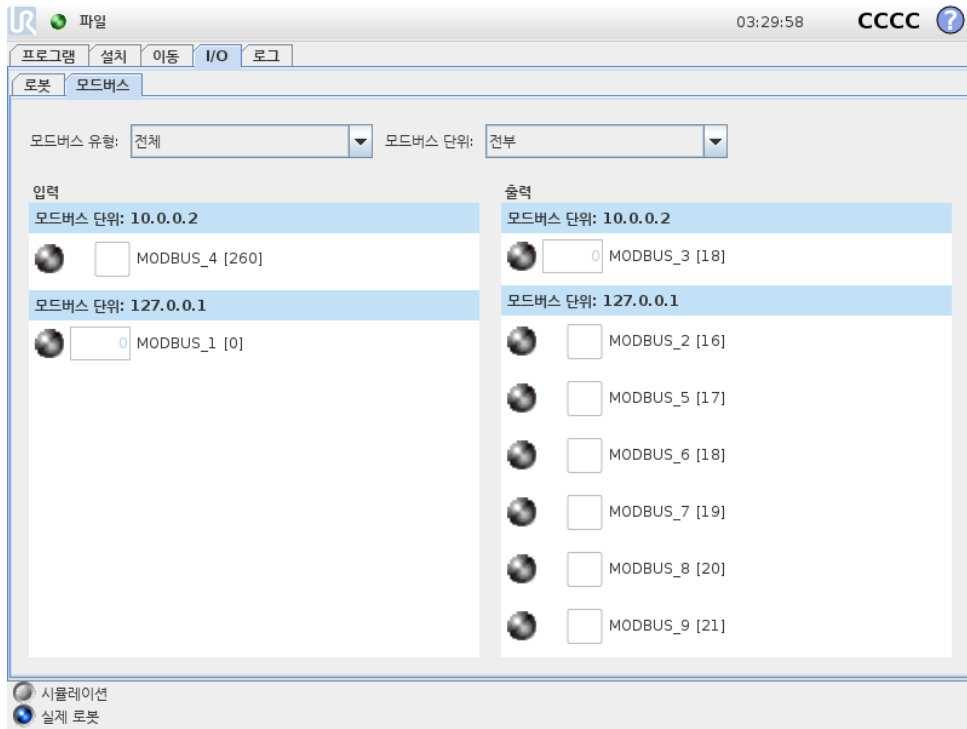 UR 파일 03:29:58 CCCC ?
프로그램 설치 이동 I/O 로그
로봇 모드버스
모드버스 유형: 전체 모드버스 단위: 전부
입력
모드버스 단위: 10.0.0.2
MODBUS_4 [260]
모드버스 단위: 127.0.0.1
0 MODBUS_1 [0]
출력
모드버스 단위: 10.0.0.2
0 MODBUS_3 [18]
모드버스 단위: 127.0.0.1
MODBUS_2 [16]
MODBUS_5 [17]
MODBUS_6 [18]
MODBUS_7 [19]
MODBUS_8 [20]
MODBUS_9 [21]
시뮬레이션
실제 로봇